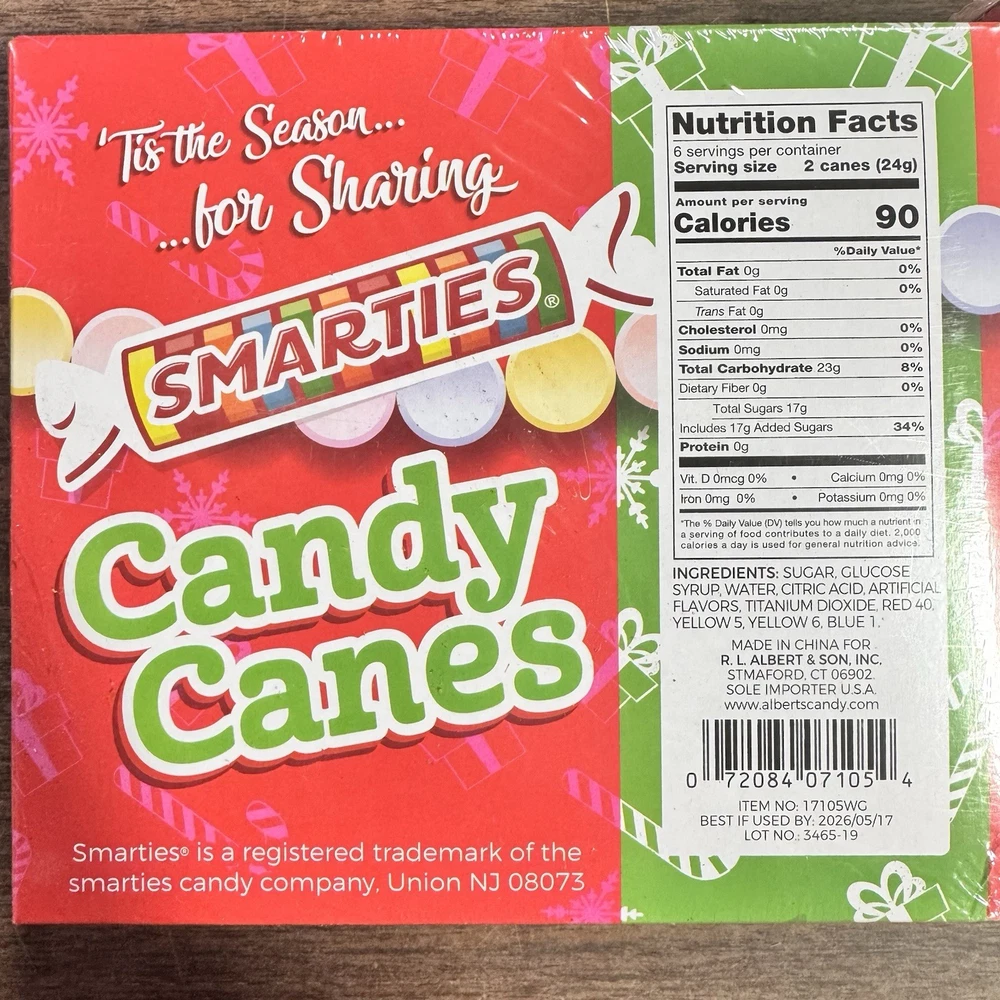 'Tis the Season...
...for Sharing
SMARTIES®
Candy
Canes
Smarties® is a registered trademark of the
smarties candy company, Union NJ 08073
Nutrition Facts
6 servings per container
Serving size 2 canes (24g)
Amount per serving
Calories 90
%Daily Value*
Total Fat 0g 0%
Saturated Fat 0g 0%
Trans Fat 0g
Cholesterol 0mg 0%
Sodium 0mg 0%
Total Carbohydrate 23g 8%
Dietary Fiber 0g 0%
Total Sugars 17g
Includes 17g Added Sugars 34%
Protein 0g
Vit. D 0mcg 0% • Calcium 0mg 0%
Iron 0mg 0% • Potassium 0mg 0%
*The % Daily Value (DV) tells you how much a nutrient in
a serving of food contributes to a daily diet. 2,000
calories a day is used for general nutrition advice.
INGREDIENTS: SUGAR, GLUCOSE
SYRUP, WATER, CITRIC ACID, ARTIFICIAL
FLAVORS, TITANIUM DIOXIDE, RED 40,
YELLOW 5, YELLOW 6, BLUE 1.
MADE IN CHINA FOR
R. L. ALBERT & SON, INC,
STMAFORD, CT 06902
SOLE IMPORTER U.S.A.
www.albertscandy.com
0 72084 07105 4
ITEM NO: 17105WG
BEST IF USED BY: 2026/05/17
LOT NO.: 3465-19